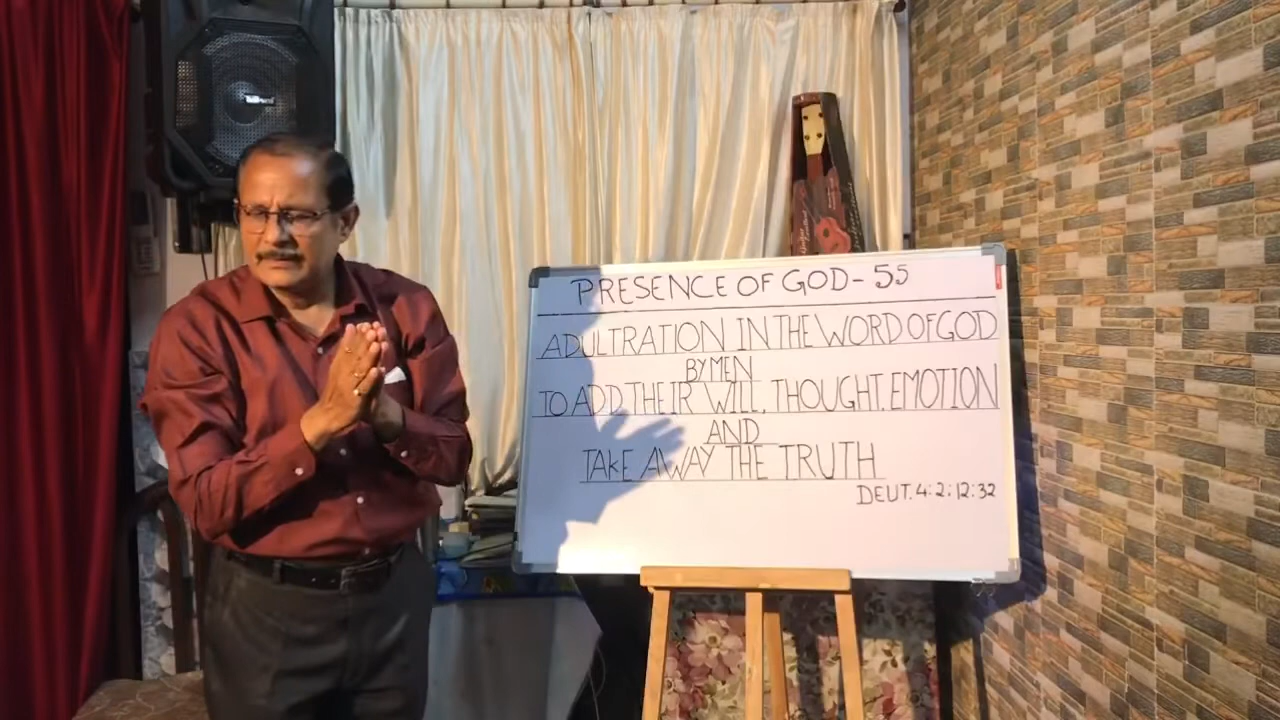 PRESENCE OF GOD - 55
ADULTRATION IN THE WORD OF GOD
BY MEN
TO ADD THEIR WILL, THOUGHT, EMOTION
AND
TAKE AWAY THE TRUTH
DEUT. 4:2; 12:32